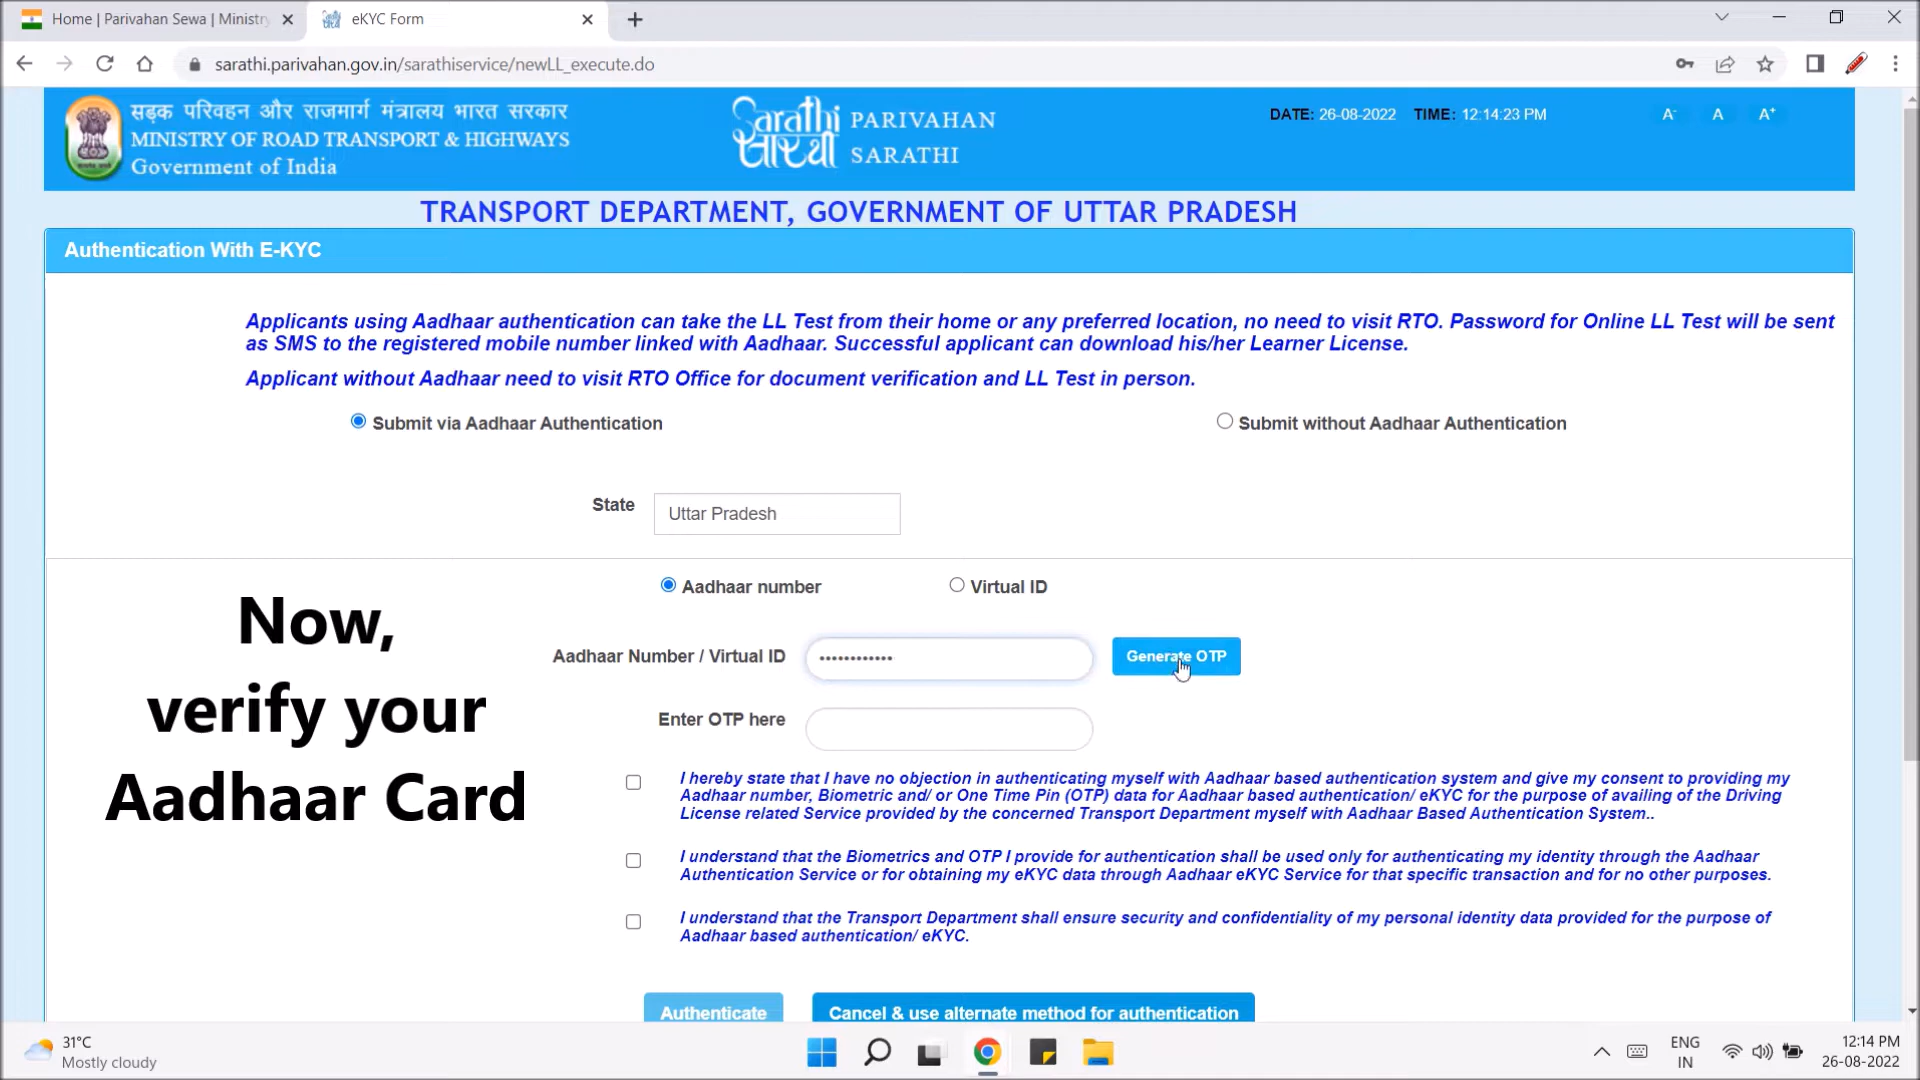 Home | Parivahan Sewa | Ministry
eKYC Form
sarathi.parivahan.gov.in/sarathiservice/newLL_execute.do
सड़क परिवहन और राजमार्ग मंत्रालय भारत सरकार
MINISTRY OF ROAD TRANSPORT & HIGHWAYS
Government of India
Sarathi
सारथी
PARIVAHAN
SARATHI
DATE: 26-08-2022 TIME: 12:14:23 PM
A- A A+
TRANSPORT DEPARTMENT, GOVERNMENT OF UTTAR PRADESH
Authentication With E-KYC
Applicants using Aadhaar authentication can take the LL Test from their home or any preferred location, no need to visit RTO. Password for Online LL Test will be sent
as SMS to the registered mobile number linked with Aadhaar. Successful applicant can download his/her Learner License.
Applicant without Aadhaar need to visit RTO Office for document verification and LL Test in person.
Submit via Aadhaar Authentication
Submit without Aadhaar Authentication
State
Uttar Pradesh
Aadhaar number
Virtual ID
Aadhaar Number / Virtual ID
••••••••••••
Generate OTP
Enter OTP here
Now,
verify your
Aadhaar Card
I hereby state that I have no objection in authenticating myself with Aadhaar based authentication system and give my consent to providing my
Aadhaar number, Biometric and/ or One Time Pin (OTP) data for Aadhaar based authentication/ eKYC for the purpose of availing of the Driving
License related Service provided by the concerned Transport Department myself with Aadhaar Based Authentication System..
I understand that the Biometrics and OTP I provide for authentication shall be used only for authenticating my identity through the Aadhaar
Authentication Service or for obtaining my eKYC data through Aadhaar eKYC Service for that specific transaction and for no other purposes.
I understand that the Transport Department shall ensure security and confidentiality of my personal identity data provided for the purpose of
Aadhaar based authentication/ eKYC.
Authenticate
Cancel & use alternate method for authentication
31°C
Mostly cloudy
ENG
IN
12:14 PM
26-08-2022